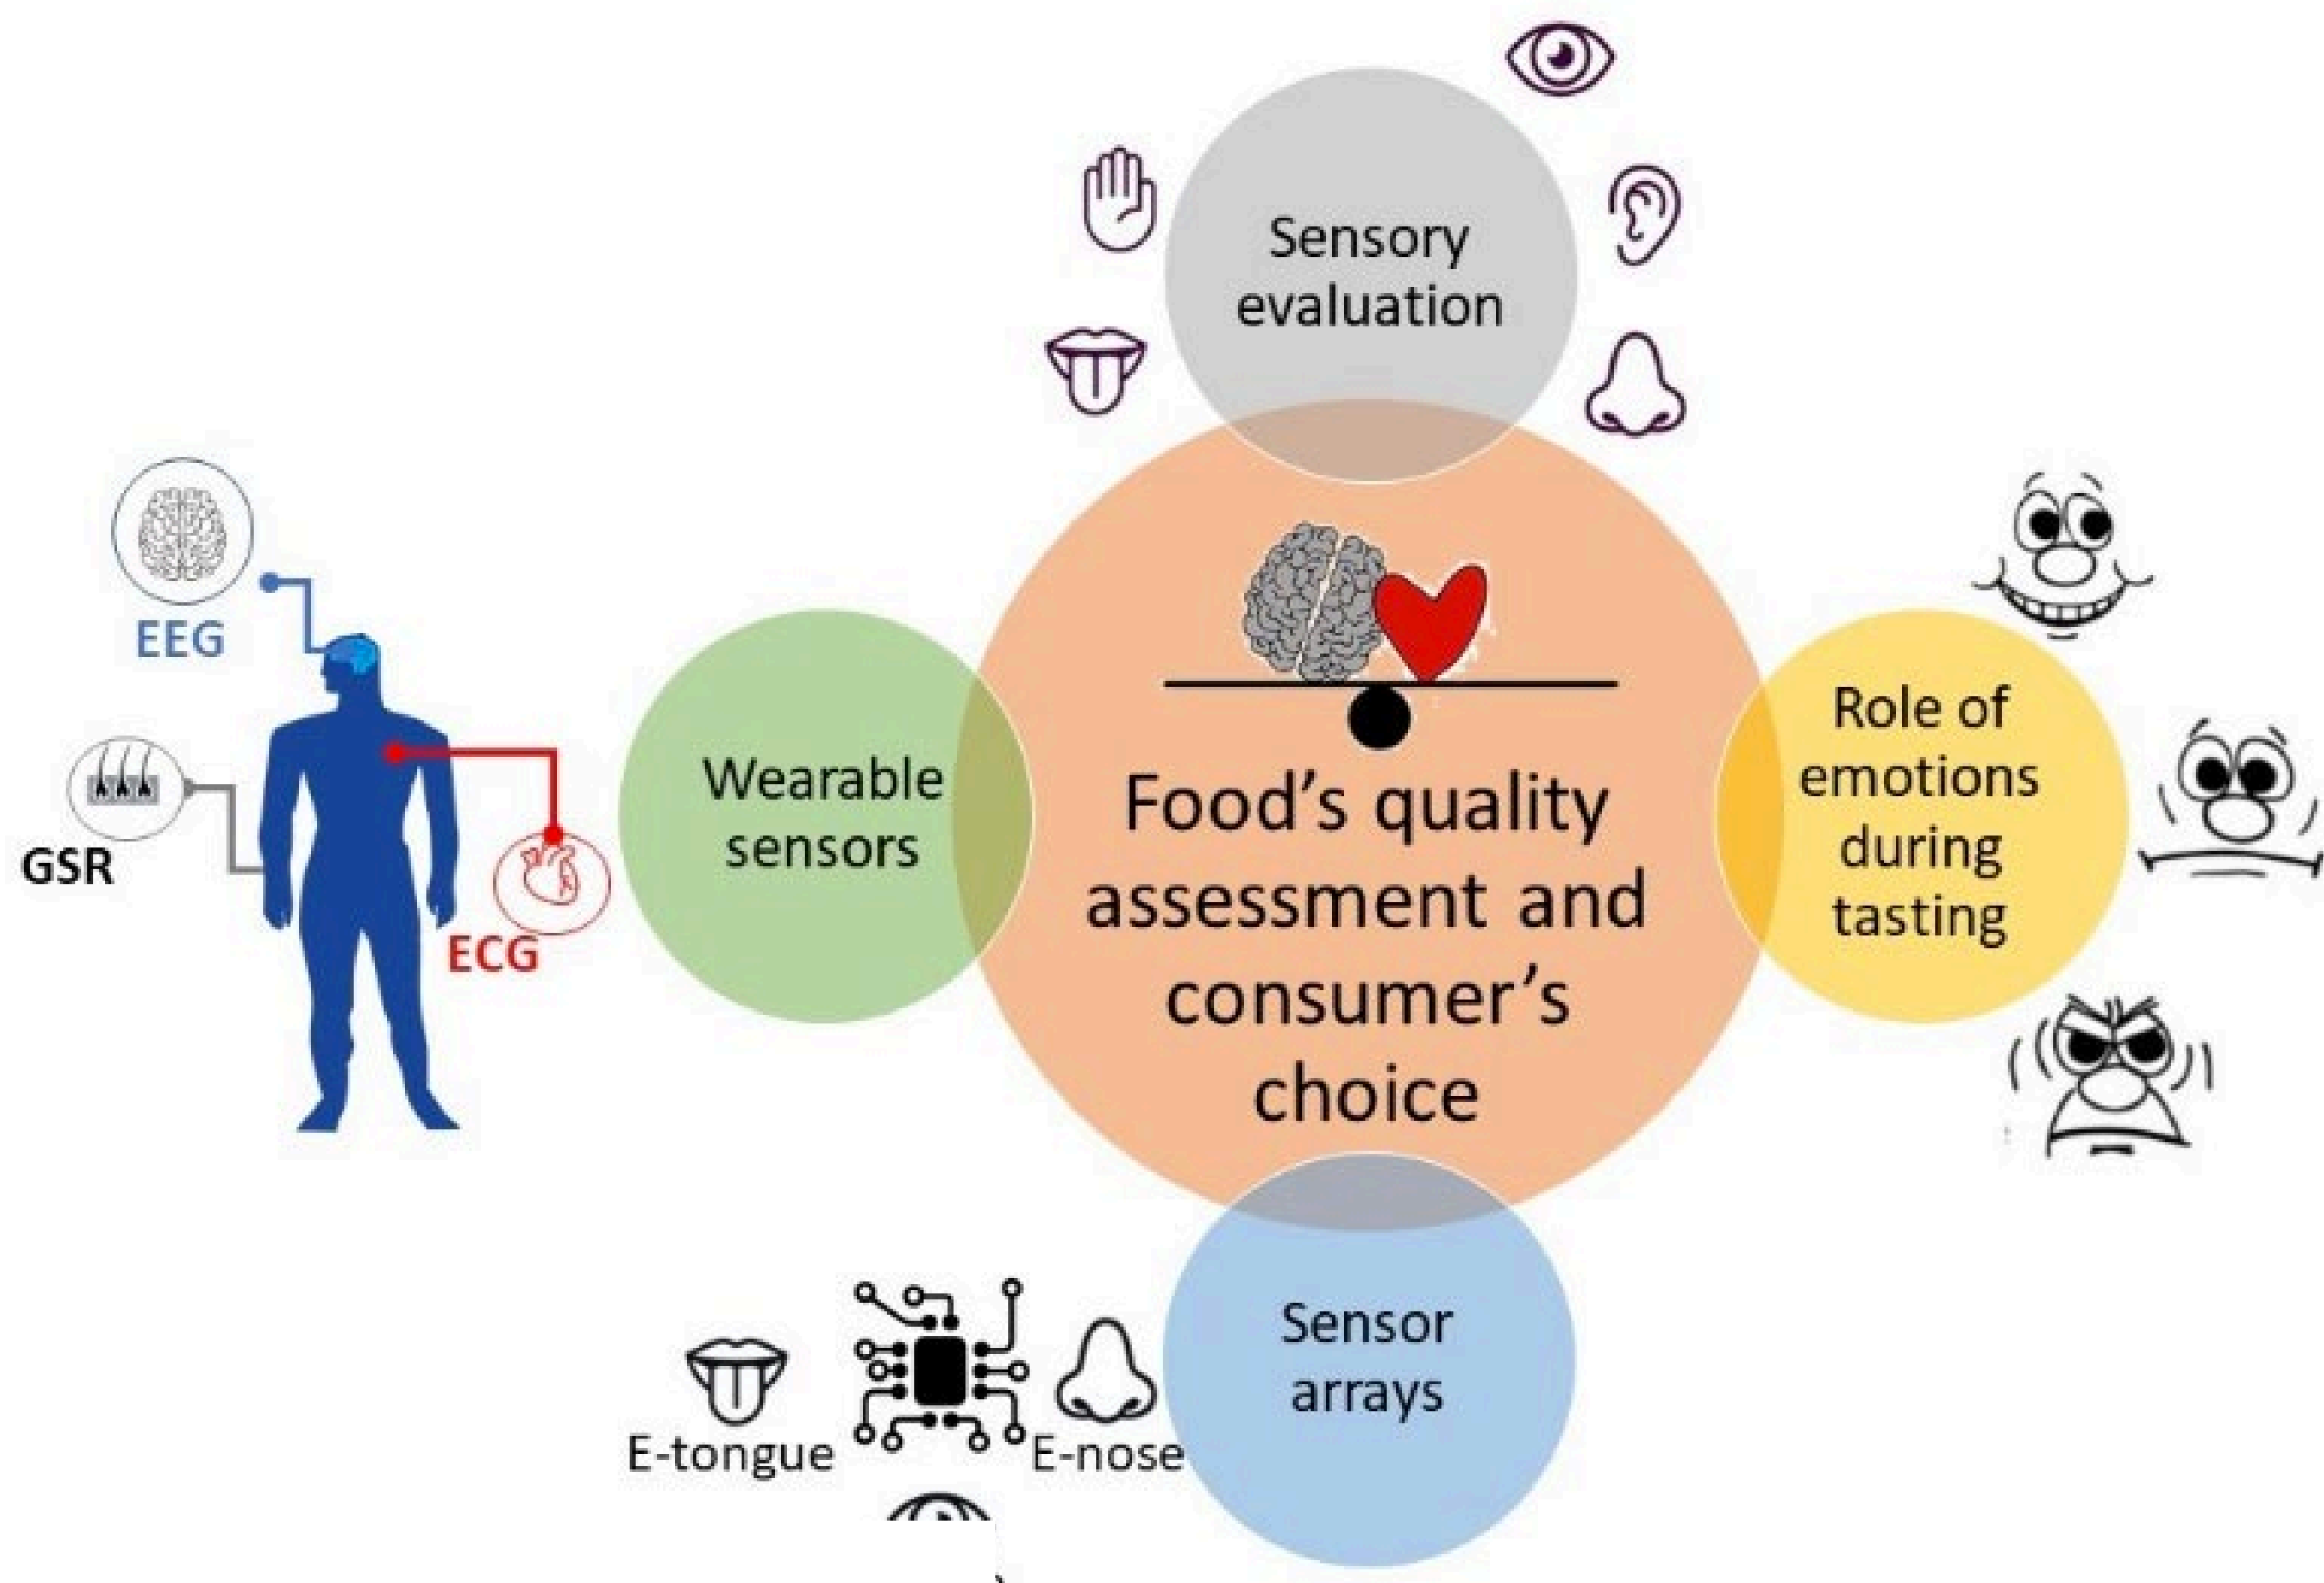 Sensory
evaluation
EEG
GSR
ECG
Wearable
sensors
Food’s quality
assessment and
consumer’s
choice
Role of
emotions
during
tasting
Sensor
arrays
E-tongue
E-nose